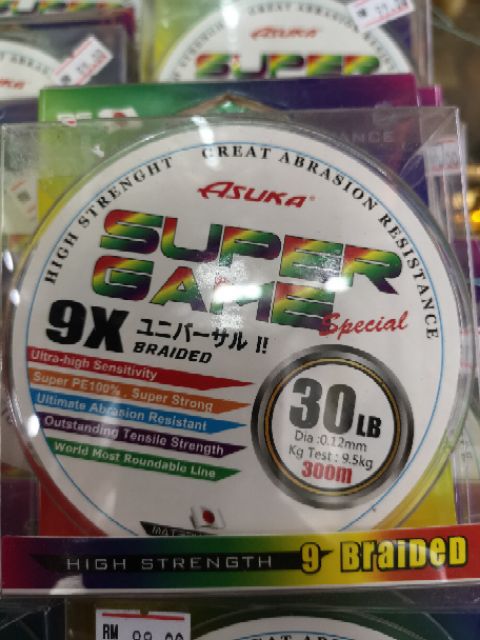 HIGH STRENGHT GREAT ABRASION RESISTANCE
ASUKA
SUPER
GAME
Special
9X ユニバーサル !!
BRAIDED
Ultra-high Sensitivity
Super PE100% . Super Strong
Ultimate Abrasion Resistant
Outstanding Tensile Strength
World Most Roundable Line
30LB
Dia :0.12mm
Kg Test : 9.5kg
300m
HIGH STRENGTH 9 BRAIDED
ASUKA
SUPER
RM